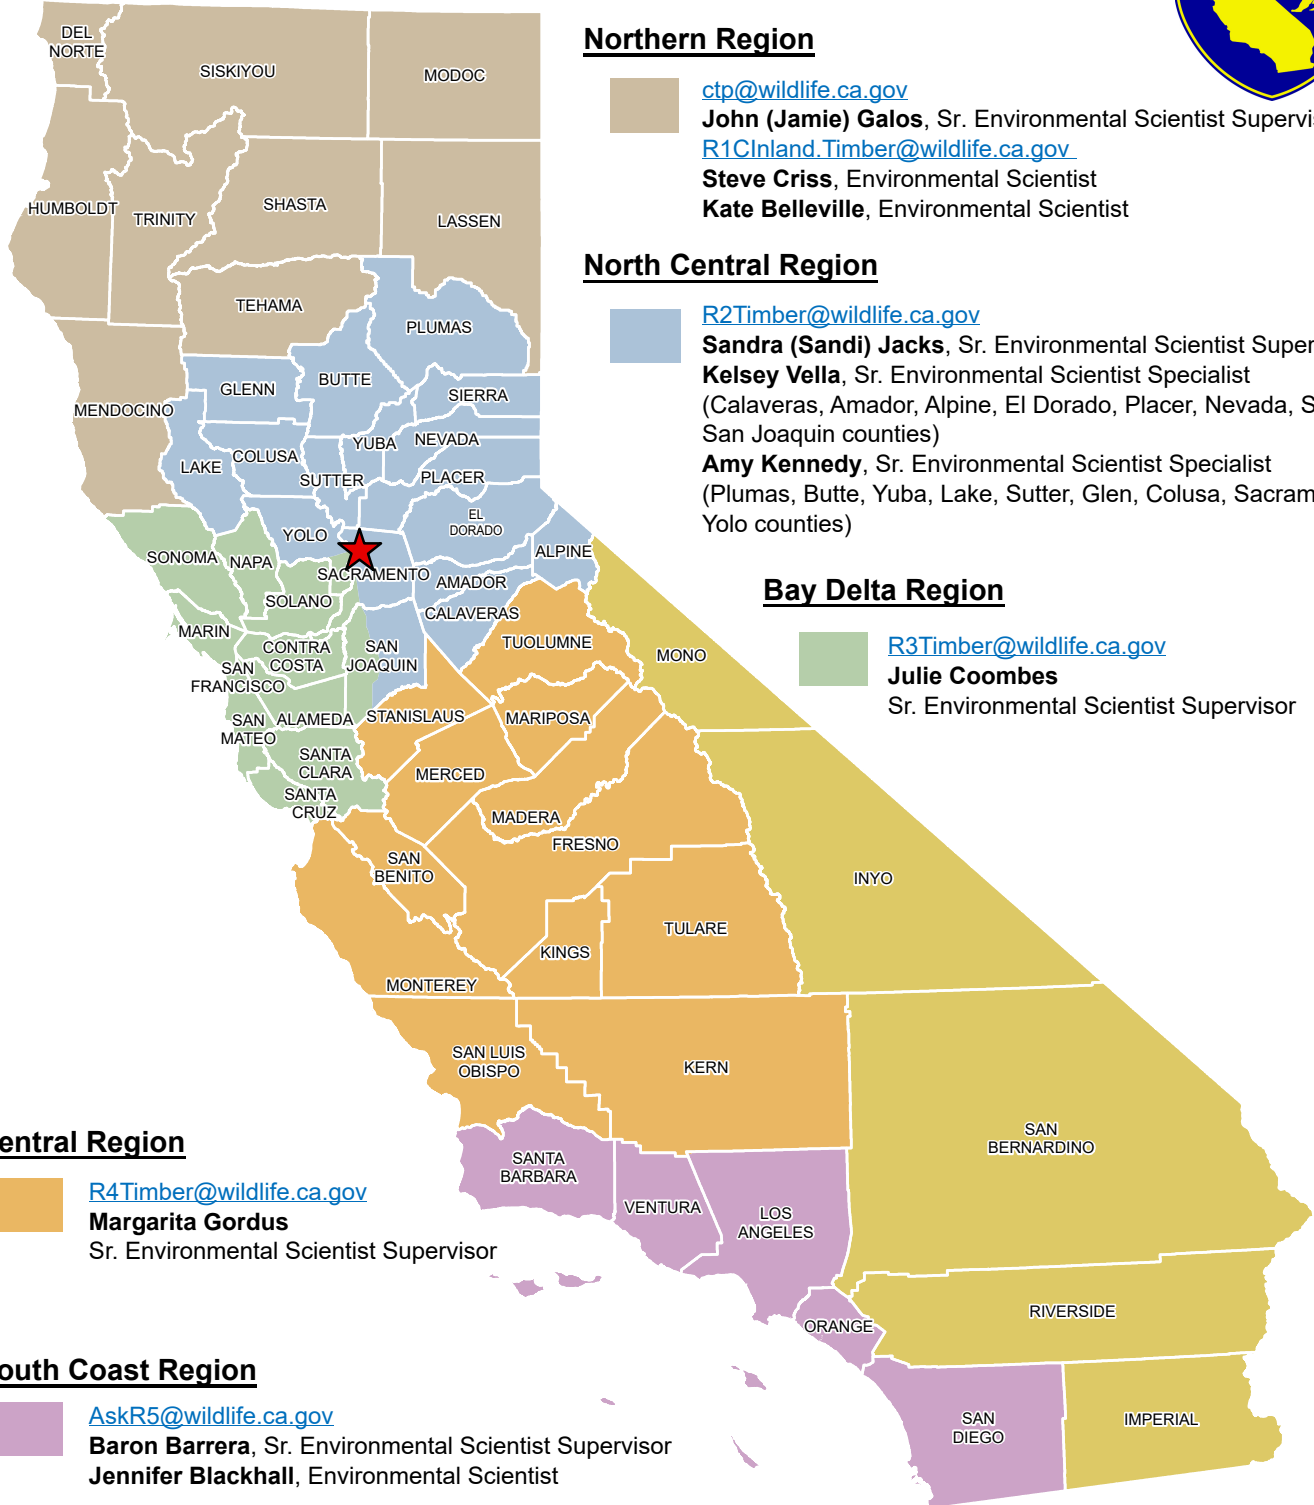 Northern Region
ctp@wildlife.ca.gov
John (Jamie) Galos, Sr. Environmental Scientist
R1CInland.Timber@wildlife.ca.gov
Steve Criss, Environmental Scientist
Kate Belleville, Environmental Scientist
North Central Region
R2Timber@wildlife.ca.gov
Sandra (Sandi) Jacks, Sr. Environmental Scientist
Kelsey Vella, Sr. Environmental Scientist Specialist
(Calaveras, Amador, Alpine, El Dorado, Placer, Nevada,
San Joaquin counties)
Amy Kennedy, Sr. Environmental Scientist Specialist
(Plumas, Butte, Yuba, Lake, Sutter, Glen, Colusa,
Yolo counties)
Bay Delta Region
R3Timber@wildlife.ca.gov
Julie Coombes
Sr. Environmental Scientist Supervisor
DEL
NORTE
SISKIYOU
MODOC
HUMBOLDT
TRINITY
SHASTA
LASSEN
TEHAMA
PLUMAS
MENDOCINO
GLENN
BUTTE
SIERRA
LAKE
COLUSA
YUBA
NEVADA
SUTTER
PLACER
YOLO
EL
DORADO
SONOMA
NAPA
SACRAMENTO
ALPINE
AMADOR
SOLANO
CALAVERAS
MARIN
CONTRA
COSTA
SAN
JOAQUIN
TUOLUMNE
MONO
SAN
FRANCISCO
SAN
MATEO
ALAMEDA
STANISLAUS
MARIPOSA
SANTA
CLARA
MERCED
SANTA
CRUZ
MADERA
FRESNO
SAN
BENITO
INYO
TULARE
KINGS
MONTEREY
SAN LUIS
OBISPO
KERN
SAN
BERNARDINO
SANTA
BARBARA
VENTURA
LOS
ANGELES
RIVERSIDE
ORANGE
SAN
DIEGO
IMPERIAL
entral Region
R4Timber@wildlife.ca.gov
Margarita Gordus
Sr. Environmental Scientist Supervisor
outh Coast Region
AskR5@wildlife.ca.gov
Baron Barrera, Sr. Environmental Scientist Supervisor
Jennifer Blackhall, Environmental Scientist